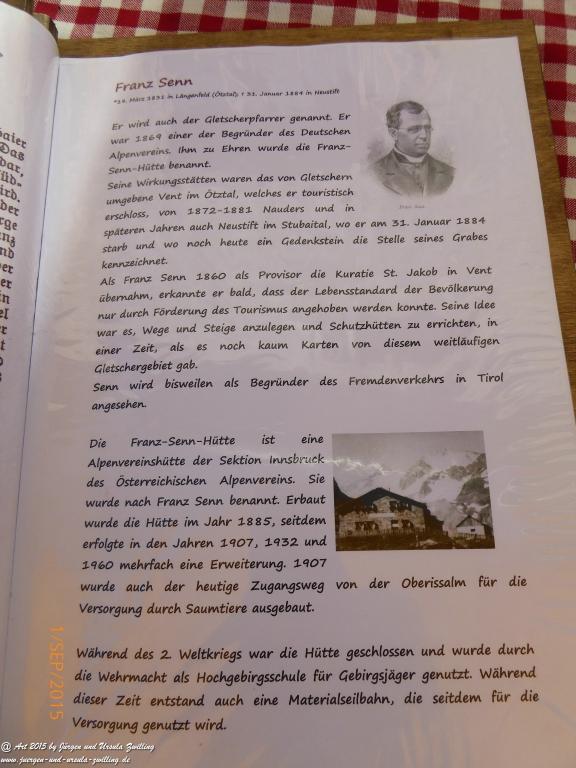 Franz Senn
*19. März 1831 in Längenfeld (Ötztal); † 31. Januar 1884 in Neustift
Er wird auch der Gletscherpfarrer genannt. Er
war 1869 einer der Begründer des Deutschen
Alpenvereins. Ihm zu Ehren wurde die Franz-
Senn-Hütte benannt.
Seine Wirkungsstätten waren das von Gletschern
umgebene Vent im Ötztal, welches er touristisch
erschloss, von 1872-1881 Nauders und in
späteren Jahren auch Neustift im Stubaital, wo er am 31. Januar 1884
starb und wo noch heute ein Gedenkstein die Stelle seines Grabes
kennzeichnet.
Als Franz Senn 1860 als Provisor die Kuratie St. Jakob in Vent
übernahm, erkannte er bald, dass der Lebensstandard der Bevölkerung
nur durch Förderung des Tourismus angehoben werden konnte. Seine Idee
war es, Wege und Steige anzulegen und Schutzhütten zu errichten, in
einer Zeit, als es noch kaum Karten von diesem weitläufigen
Gletschergebiet gab.
Senn wird bisweilen als Begründer des Fremdenverkehrs in Tirol
angesehen.
Die Franz-Senn-Hütte ist eine
Alpenvereinshütte der Sektion Innsbruck
des Österreichischen Alpenvereins. Sie
wurde nach Franz Senn benannt. Erbaut
wurde die Hütte im Jahr 1885, seitdem
erfolgte in den Jahren 1907, 1932 und
1960 mehrfach eine Erweiterung. 1907
wurde auch der heutige Zugangsweg von der Oberissalm für die
Versorgung durch Saumtiere ausgebaut.
Während des 2. Weltkriegs war die Hütte geschlossen und wurde durch
die Wehrmacht als Hochgebirgsschule für Gebirgsjäger genutzt. Während
dieser Zeit entstand auch eine Materialseilbahn, die seitdem für die
Versorgung genutzt wird.
1/SEP/2015
@ Art 2015 by Jürgen und Ursula Zwilling
www.juergen-und-ursula-zwilling.de